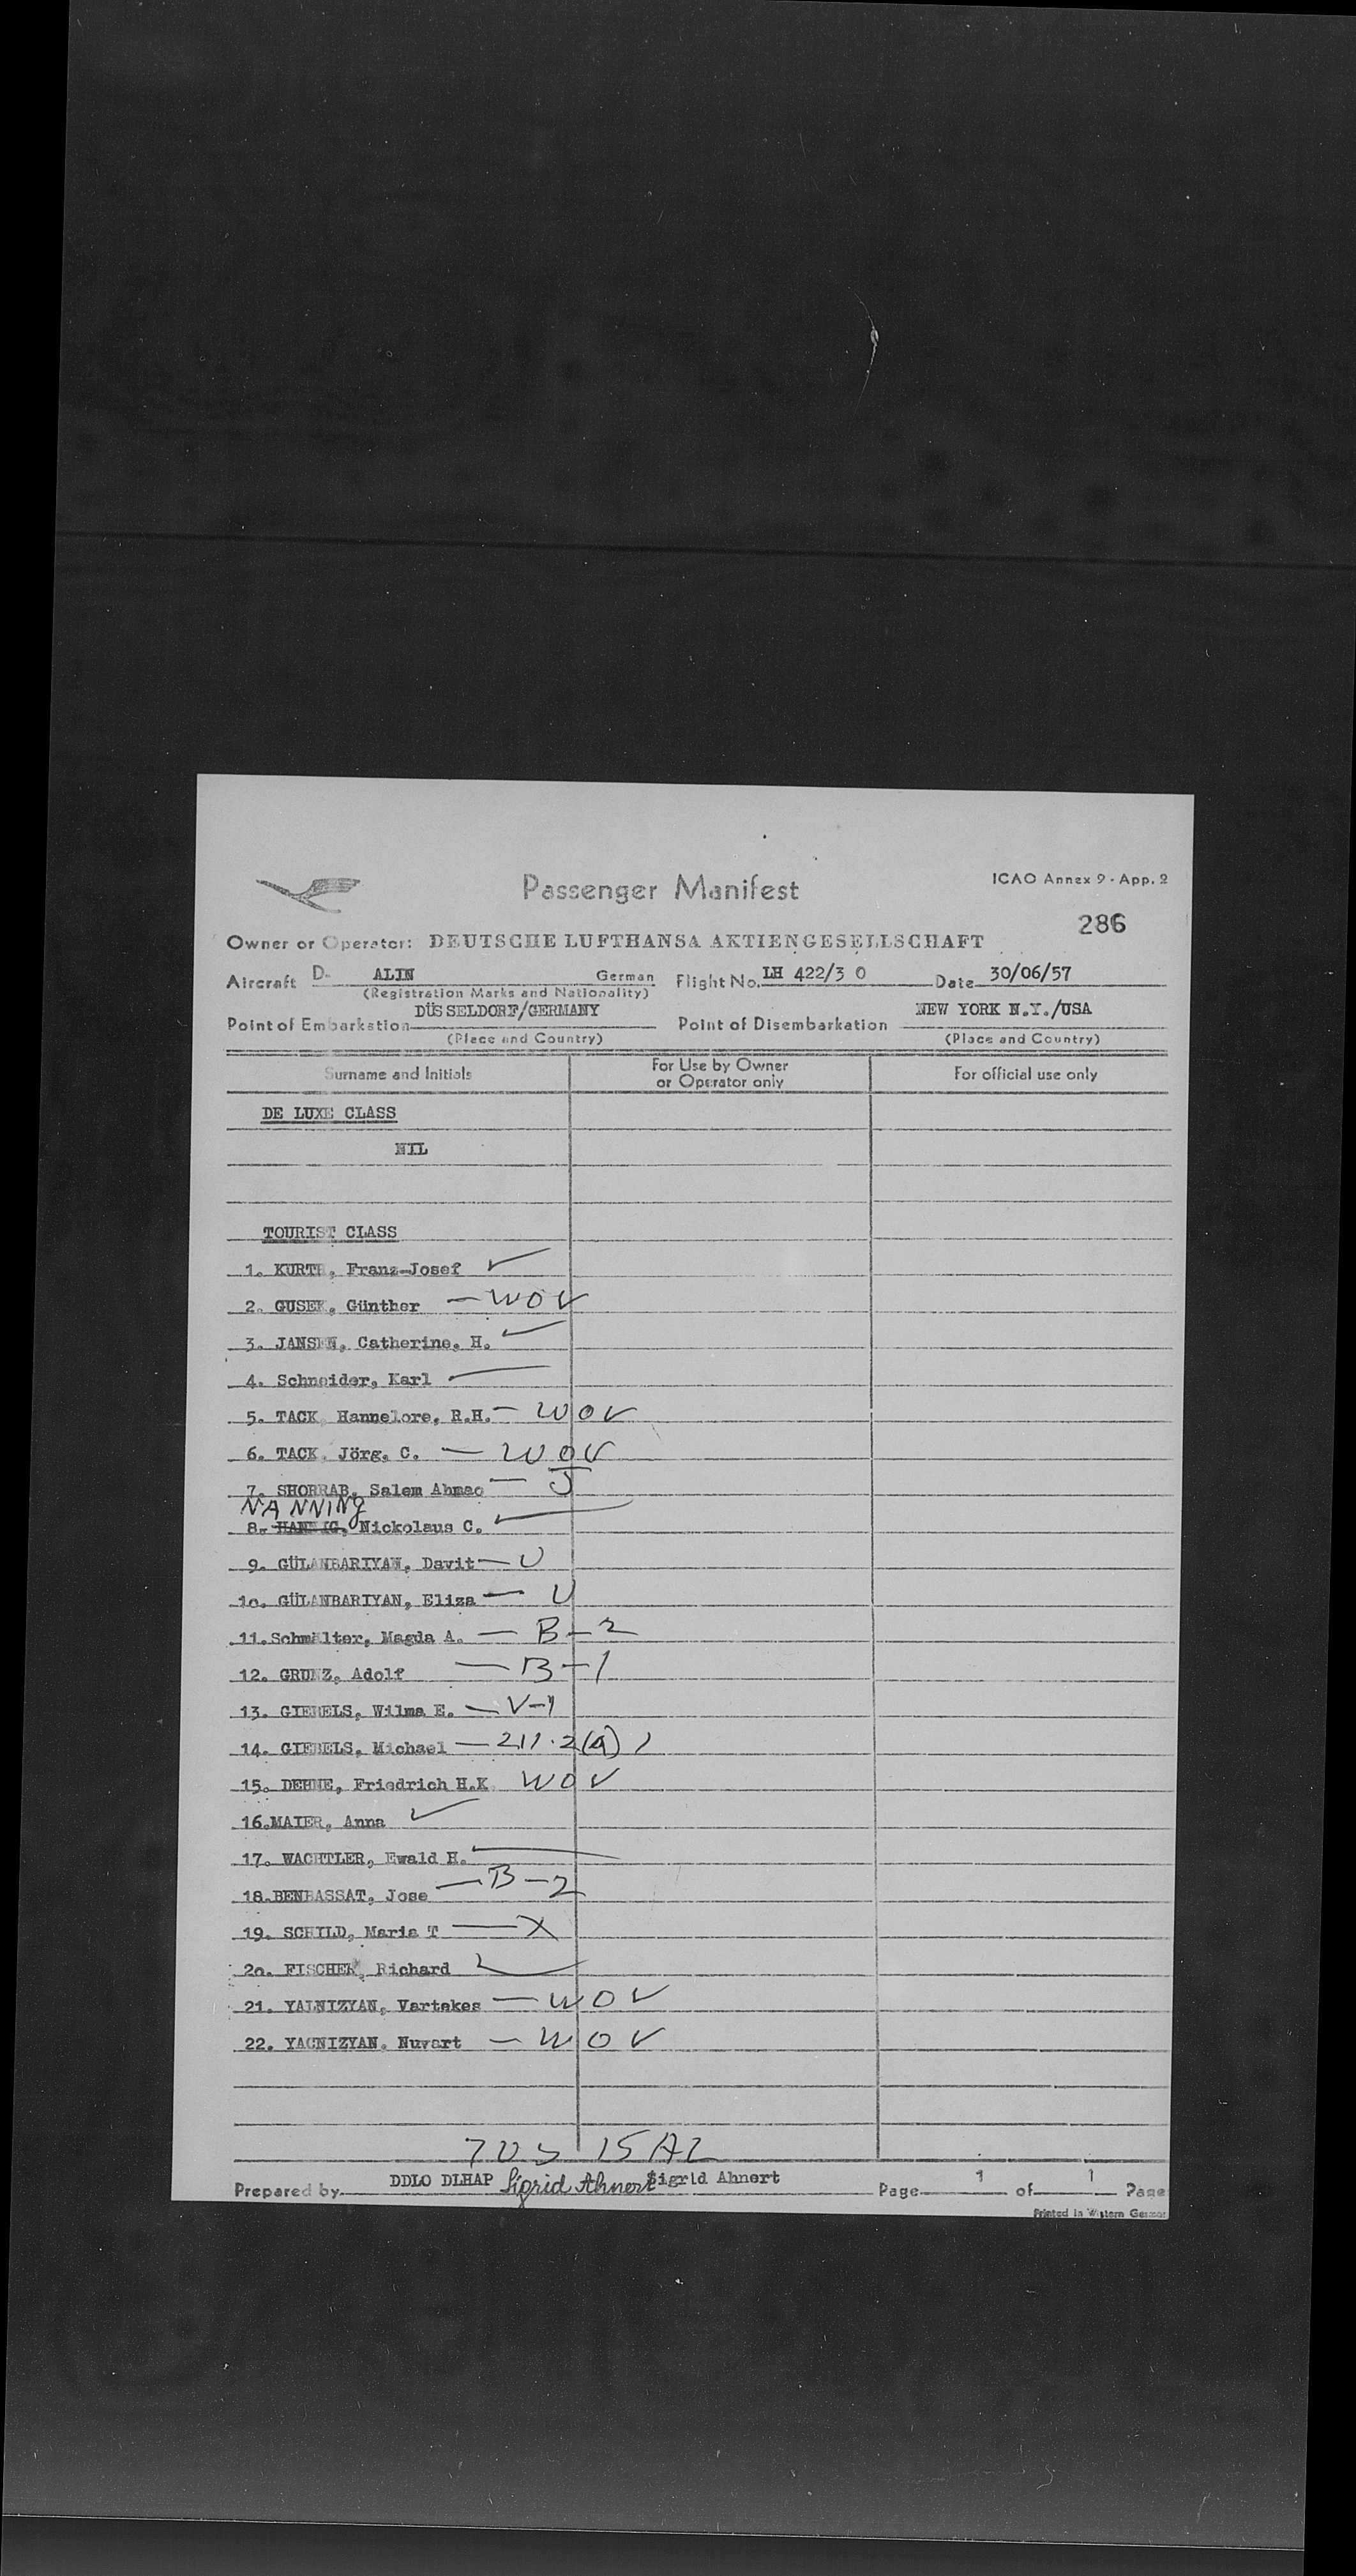 Passenger Manifest
ICAO Annex 9 - App. 2
286
Owner or Operator: DEUTSCHE LUFTHANSA AKTIENGESELLSCHAFT
Aircraft D- ALIN German Flight No. LH 422/3 0 Date 30/06/57
(Registration Marks and Nationality)
Point of Embarkation DÜSSELDORF/GERMANY Point of Disembarkation NEW YORK N.Y./USA
(Place and Country) (Place and Country)
Surname and Initials For Use by Owner or Operator only For official use only
DE LUXE CLASS
NIL
TOURIST CLASS
1. KURTH, Franz-Josef ✓
2. GUSEK, Günther — WOV
3. JANSEN, Catherine, H. ✓
4. Schneider, Karl
5. TACK, Hannelore, R.H. — WOV
6. TACK, Jörg, C. — WOV
7. SHORRAB, Salem Ahmac — J
NANNING
8. HANNIG, Nickolaus C. ✓
9. GÜLANBARIYAN, Davit — U
10. GÜLANBARIYAN, Eliza — U
11. Schmälter, Magda A. — B-2
12. GRUNZ, Adolf — B-1
13. GIEBELS, Wilma E. — V-1
14. GIEBELS, Michael — 211.2(a) 1
15. DEHNE, Friedrich H.K. WOV
16. MAIER, Anna ✓
17. WACHTLER, Ewald H.
18. BENBASSAT, Jose — B-2
19. SCHILD, Maria T — X
20. FISCHER, Richard ✓
21. YALNIZYAN, Vartekes — WOV
22. YACNIZYAN, Nuvart — WOV
7US 15AL
Prepared by DDLO DLHAP Sigrid Ahnert Sigrid Ahnert Page 1 of 1 Page
Printed in Western German